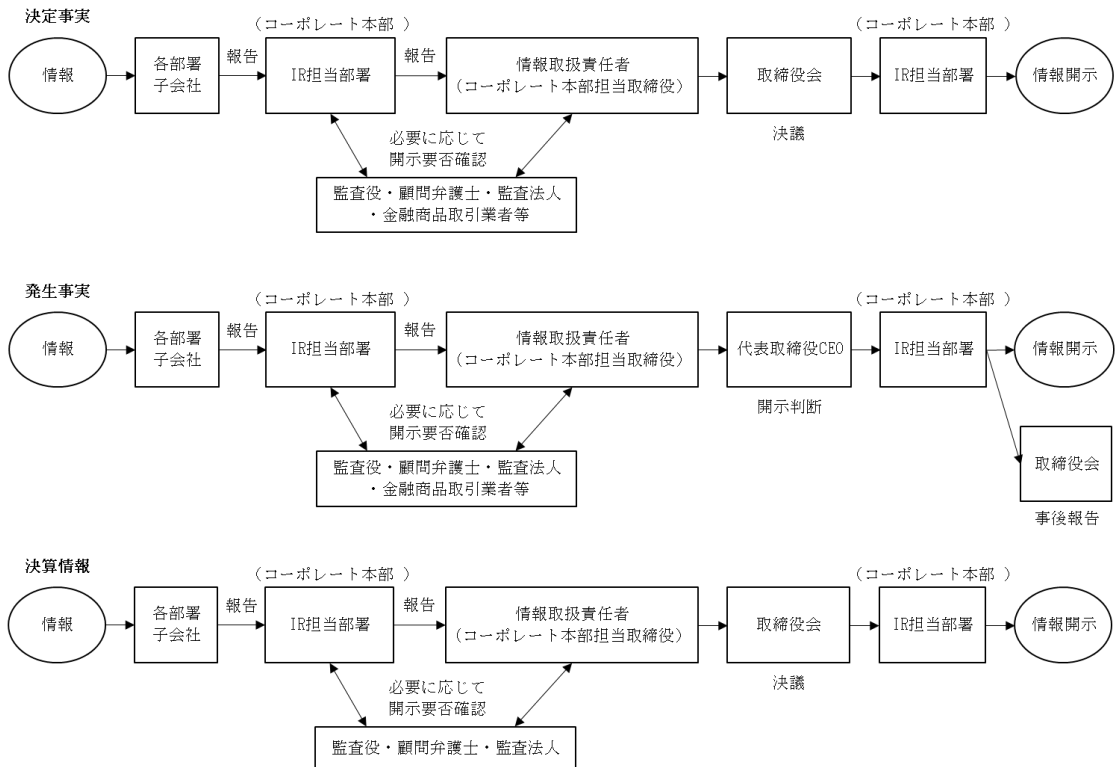 決定事実
（コーポレート本部 ）
（コーポレート本部 ）
情報
各部署
子会社
報告
IR担当部署
報告
情報取扱責任者
（コーポレート本部担当取締役）
取締役会
決議
IR担当部署
情報開示
必要に応じて
開示要否確認
監査役・顧問弁護士・監査法人
・金融商品取引業者等
発生事実
（コーポレート本部 ）
（コーポレート本部 ）
情報
各部署
子会社
報告
IR担当部署
報告
情報取扱責任者
（コーポレート本部担当取締役）
代表取締役CEO
開示判断
IR担当部署
情報開示
必要に応じて
開示要否確認
監査役・顧問弁護士・監査法人
・金融商品取引業者等
取締役会
事後報告
決算情報
（コーポレート本部 ）
（コーポレート本部 ）
情報
各部署
子会社
報告
IR担当部署
報告
情報取扱責任者
（コーポレート本部担当取締役）
取締役会
決議
IR担当部署
情報開示
必要に応じて
開示要否確認
監査役・顧問弁護士・監査法人